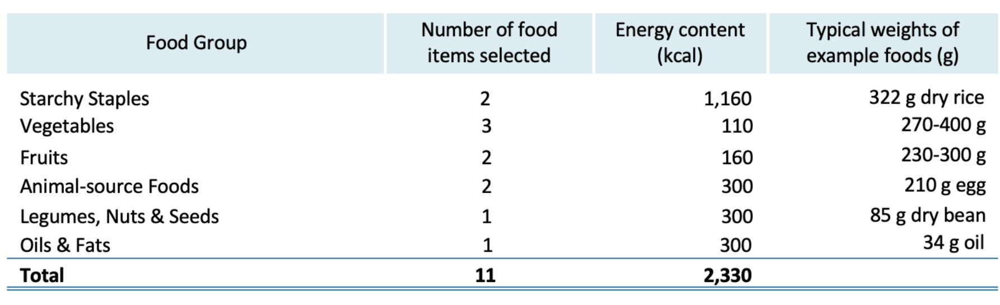 Food Group Number of food items selected Energy content (kcal) Typical weights of example foods (g)
Starchy Staples 2 1,160 322 g dry rice
Vegetables 3 110 270-400 g
Fruits 2 160 230-300 g
Animal-source Foods 2 300 210 g egg
Legumes, Nuts & Seeds 1 300 85 g dry bean
Oils & Fats 1 300 34 g oil
Total 11 2,330